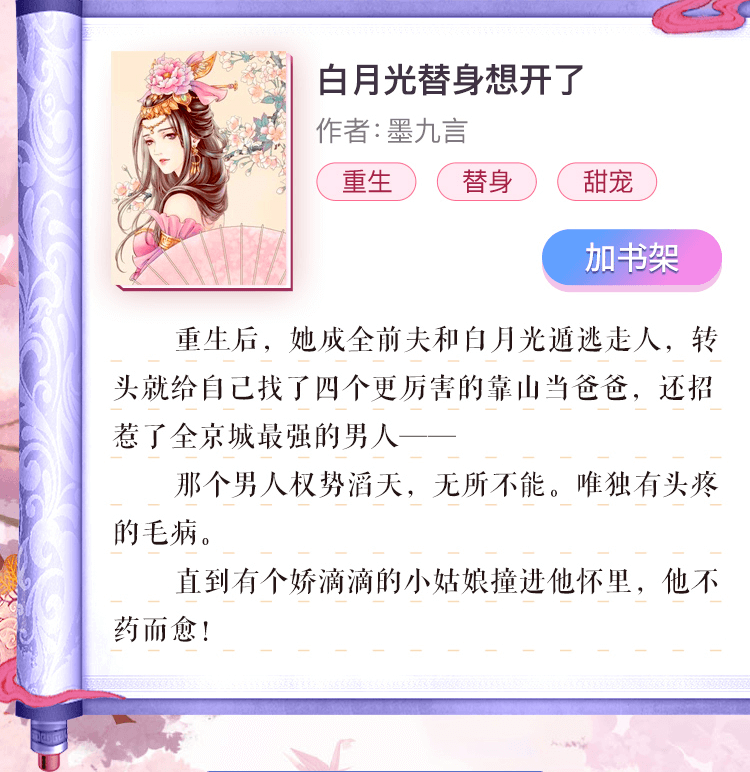 白月光替身想开了
作者：墨九言
重生 替身 甜宠
加书架
重生后，她成全前夫和白月光遁逃走人，转
头就给自己找了四个更厉害的靠山当爸爸，还招
惹了全京城最强的男人——
那个男人权势滔天，无所不能。唯独有头疼
的毛病。
直到有个娇滴滴的小姑娘撞进他怀里，他不
药而愈！